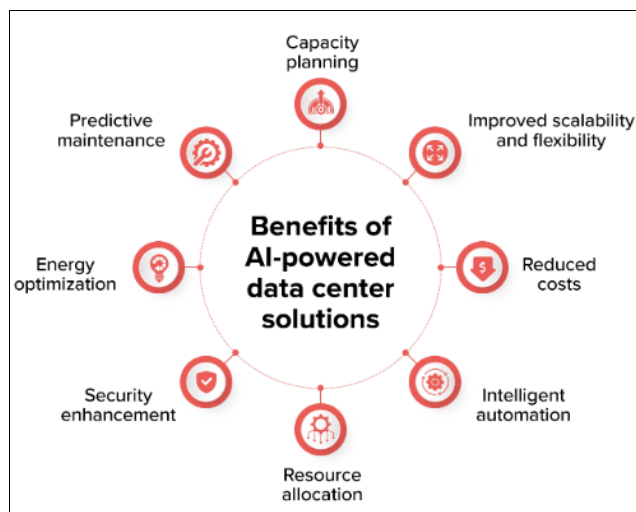 Capacity
planning
Improved scalability
and flexibility
Reduced
costs
Intelligent
automation
Resource
allocation
Security
enhancement
Energy
optimization
Predictive
maintenance
Benefits of
AI-powered
data center
solutions
$